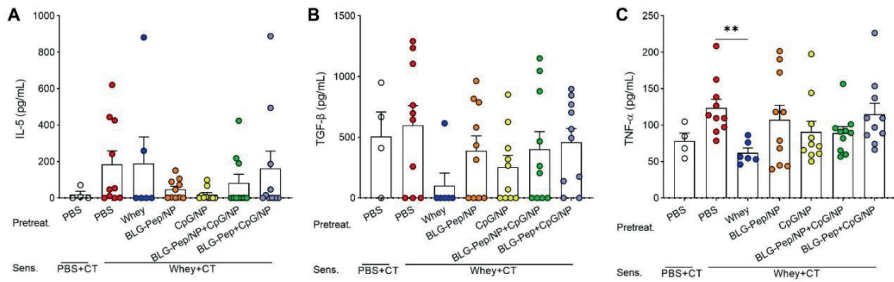 A
IL-6 (pg/mL)
1000
800
600
400
200
0
Pretreat.
PBS
PBS
Whey
BLG-Pep/NP
CpG/NP
BLG-Pep/NP+CpG/NP
BLG-Pep+CpG/NP
Sens.
PBS+CT
Whey+CT
B
TGF-β (pg/mL)
1500
1000
500
0
Pretreat.
PBS
PBS
Whey
BLG-Pep/NP
CpG/NP
BLG-Pep/NP+CpG/NP
BLG-Pep+CpG/NP
Sens.
PBS+CT
Whey+CT
C
TNF-α (pg/mL)
250
200
150
100
50
0
**
Pretreat.
PBS
PBS
Whey
BLG-Pep/NP
CpG/NP
BLG-Pep/NP+CpG/NP
BLG-Pep+CpG/NP
Sens.
PBS+CT
Whey+CT